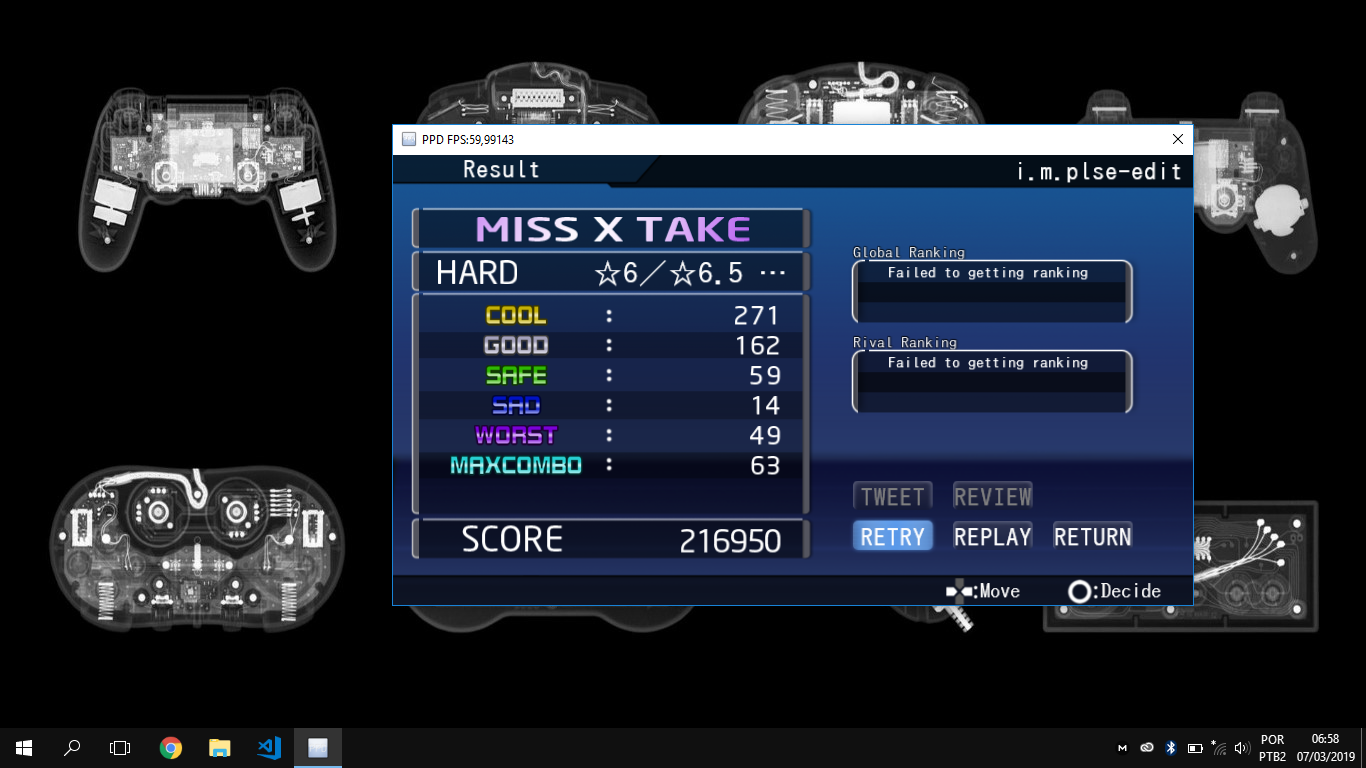 PPD FPS:59,99143
Result
i.m.plse-edit
MISS X TAKE
HARD ☆6／☆6.5 …
COOL : 271
GOOD : 162
SAFE : 59
SAD : 14
WORST : 49
MAXCOMBO : 63
SCORE 216950
Global Ranking
Failed to getting ranking
Rival Ranking
Failed to getting ranking
TWEET REVIEW
RETRY REPLAY RETURN
:Move :Decide
POR 06:58
PTB2 07/03/2019